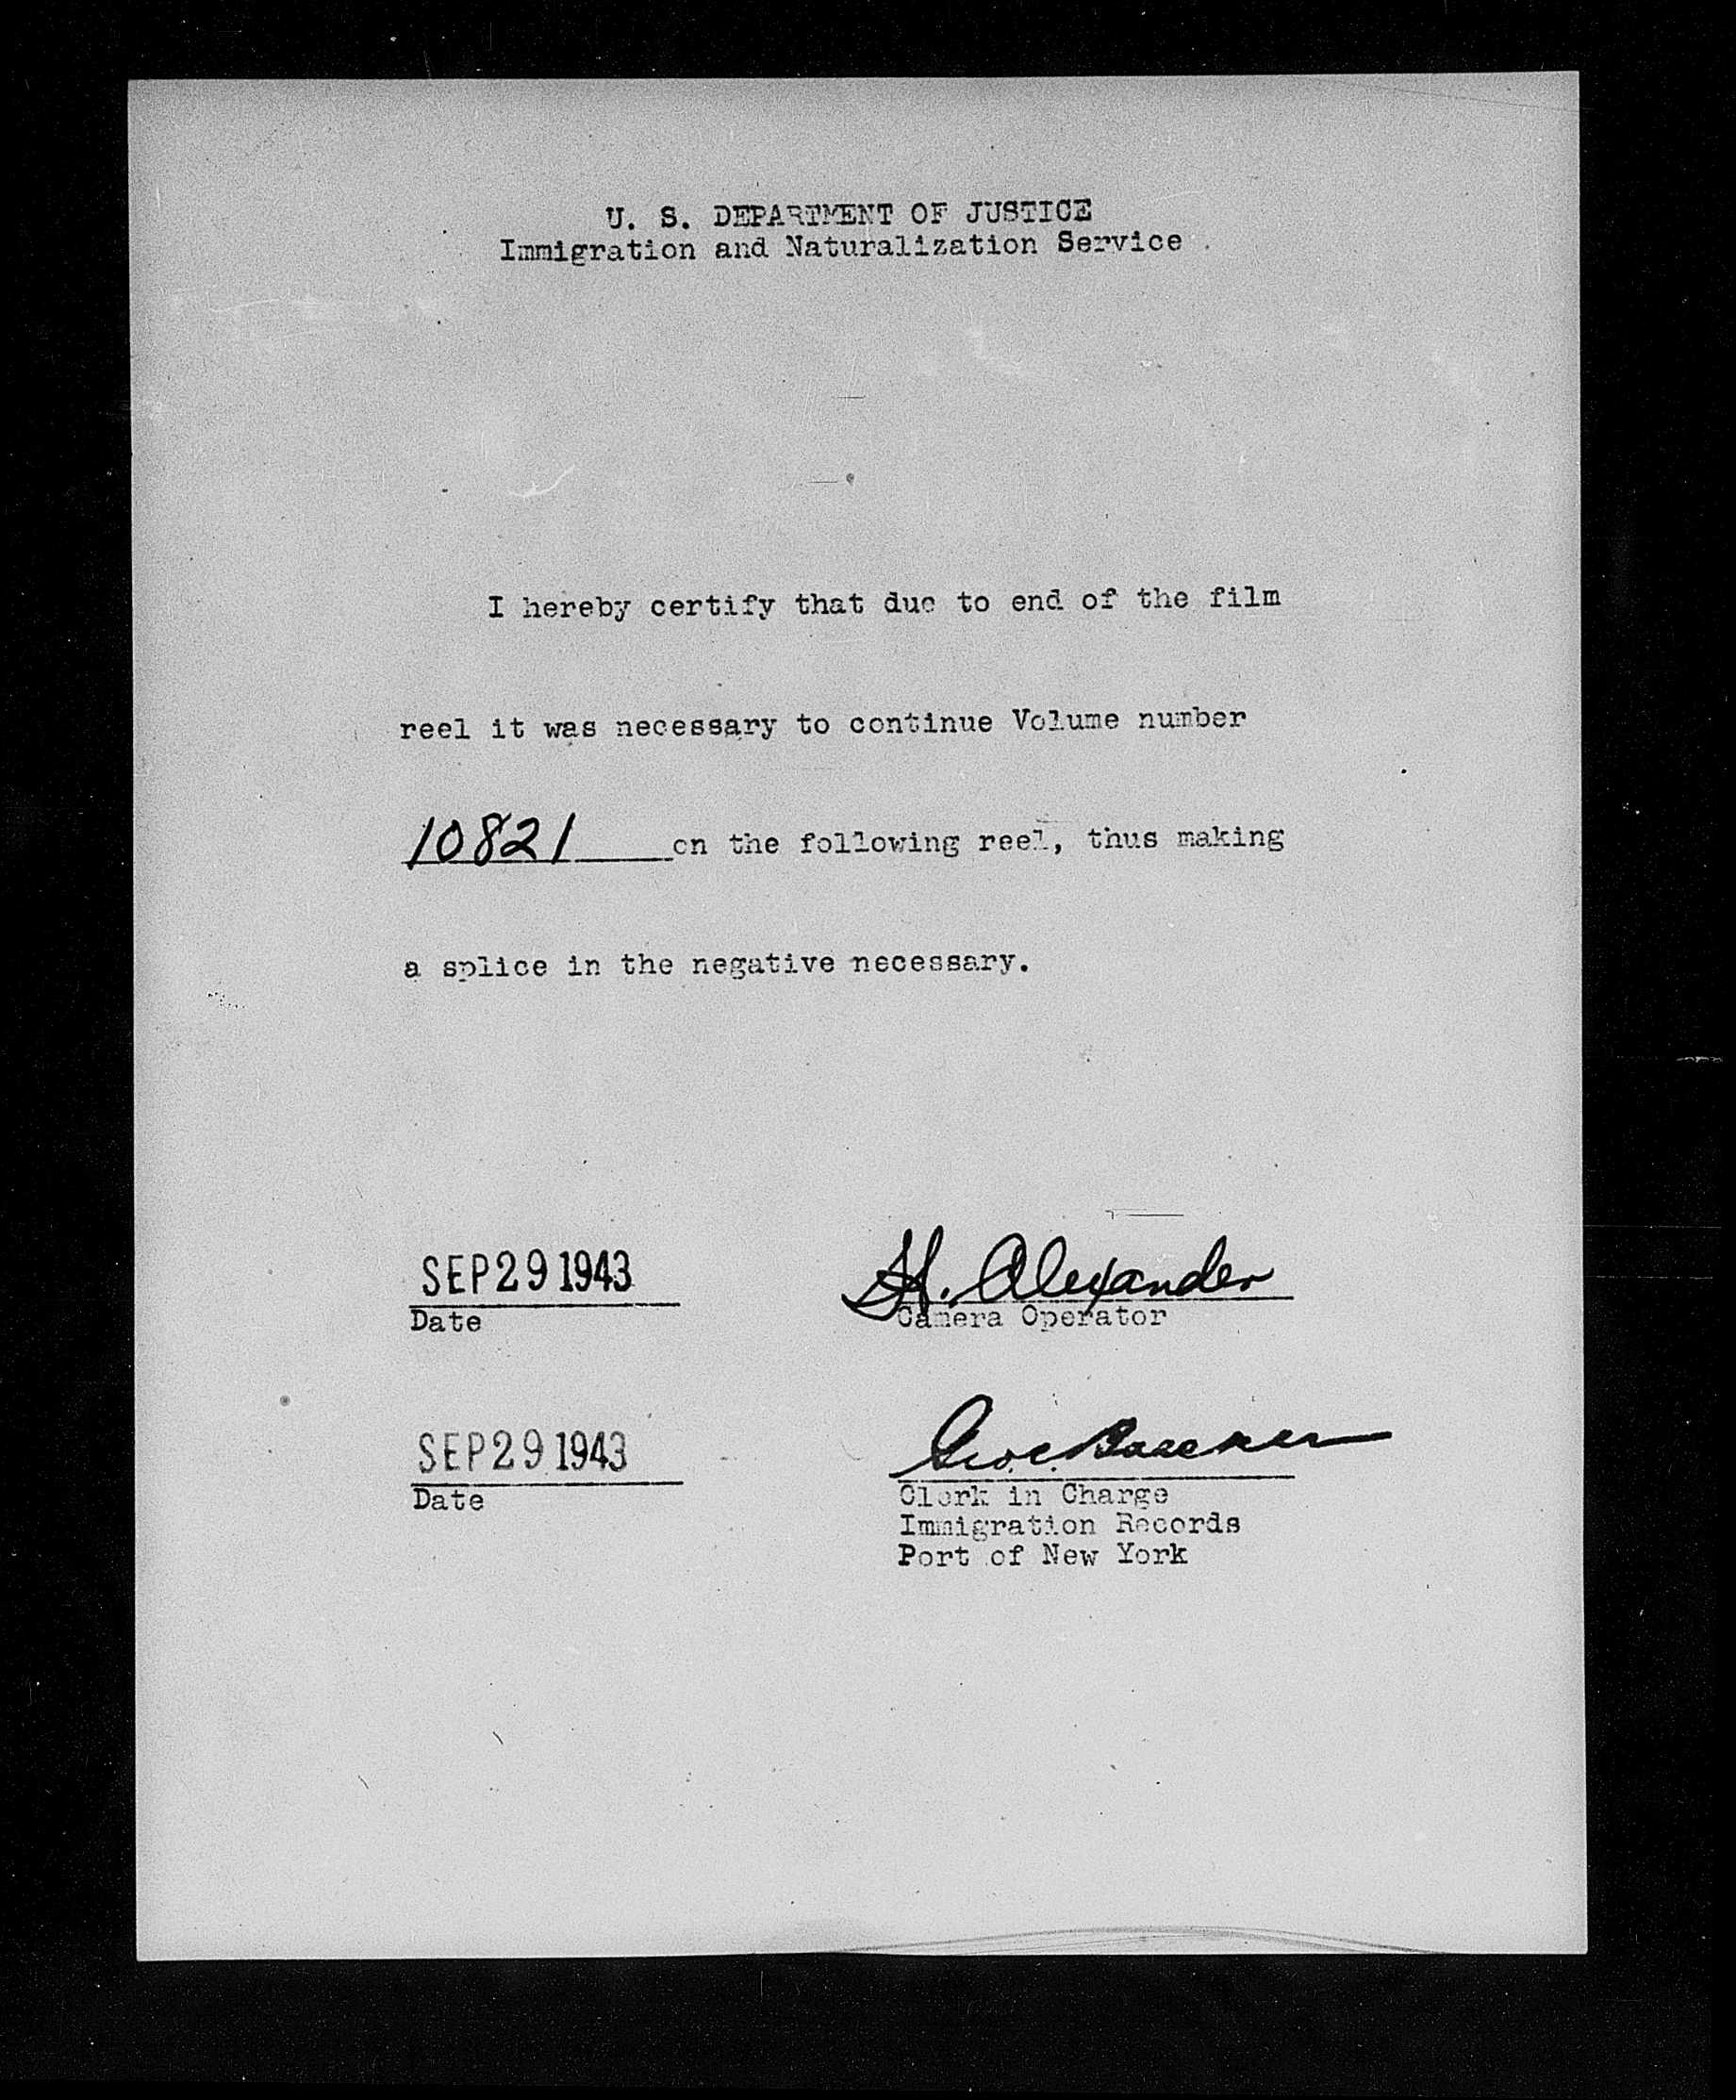 U. S. DEPARTMENT OF JUSTICE
Immigration and Naturalization Service
I hereby certify that due to end of the film
reel it was necessary to continue Volume number
10821 on the following reel, thus making
a splice in the negative necessary.
SEP 29 1943
H. Alexander
Date
Camera Operator
SEP 29 1943
Geo. C.
Date
Clerk in Charge
Immigration Records
Port of New York